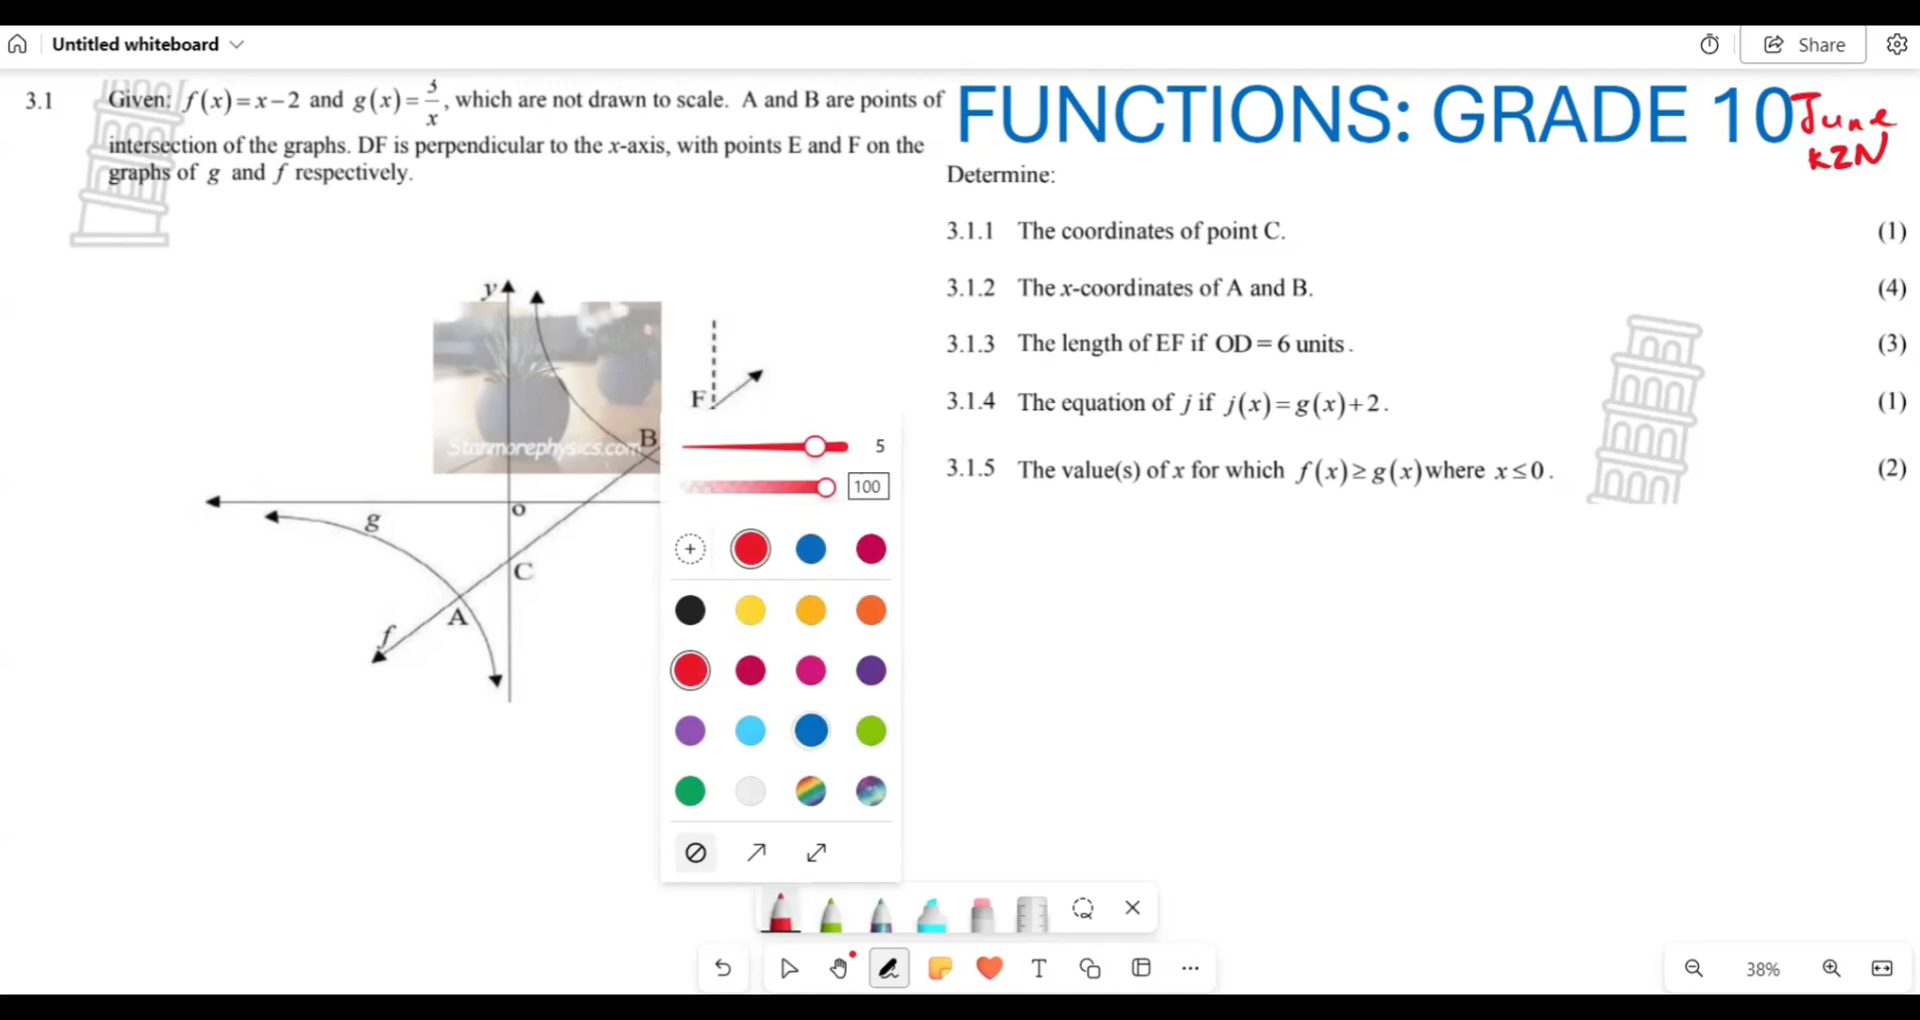 Untitled whiteboard
Share
3.1 Given: f(x)=x−2 and g(x)=3/x, which are not drawn to scale. A and B are points of
intersection of the graphs. DF is perpendicular to the x-axis, with points E and F on the
graphs of g and f respectively.
FUNCTIONS: GRADE 10
June
KZN
Determine:
3.1.1 The coordinates of point C. (1)
3.1.2 The x-coordinates of A and B. (4)
3.1.3 The length of EF if OD=6 units. (3)
3.1.4 The equation of j if j(x)=g(x)+2. (1)
3.1.5 The value(s) of x for which f(x)≥g(x) where x≤0. (2)
y
F
B
Stanmorephysics.com
O
g
C
A
f
5
100
T
38%